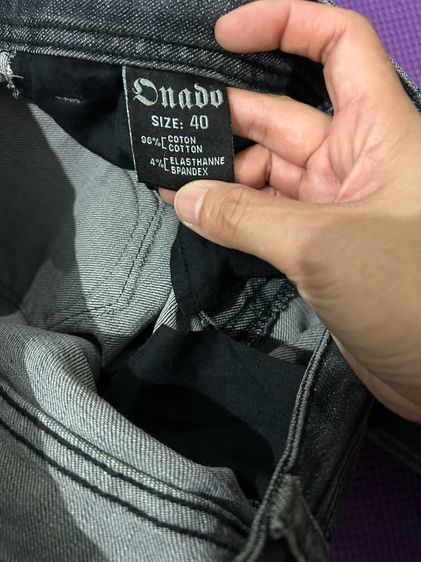 Onado
SIZE: 40
96% COTON
COTTON
4% ELASTHANNE
SPANDEX